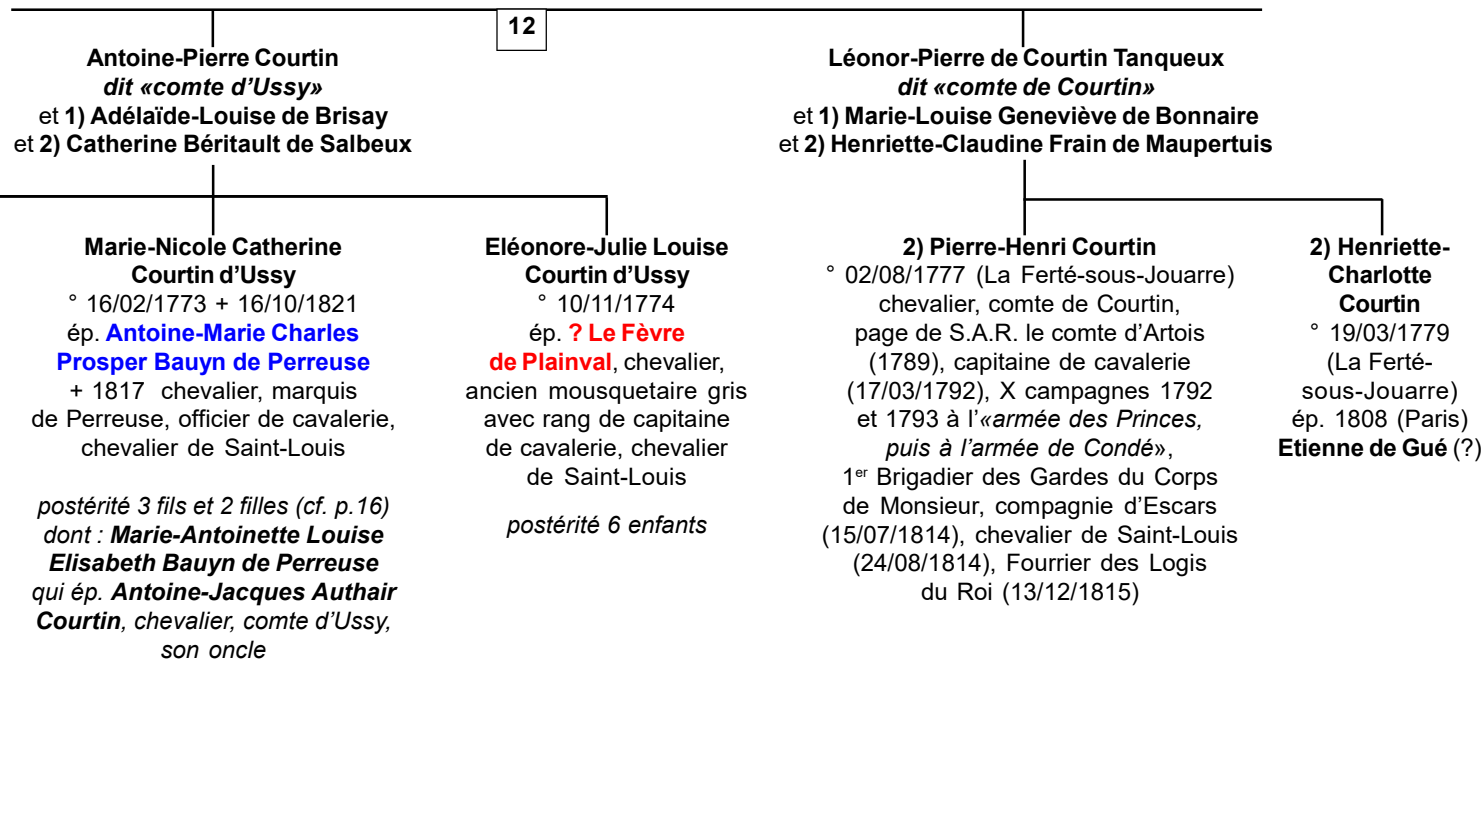 12
Antoine-Pierre Courtin
dit «comte d’Ussy»
et 1) Adélaïde-Louise de Brisay
et 2) Catherine Béritault de Salbeux
Léonor-Pierre de Courtin Tanqueux
dit «comte de Courtin»
et 1) Marie-Louise Geneviève de Bonnaire
et 2) Henriette-Claudine Frain de Maupertuis
Marie-Nicole Catherine
Courtin d’Ussy
° 16/02/1773 + 16/10/1821
ép. Antoine-Marie Charles
Prosper Bauyn de Perreuse
+ 1817 chevalier, marquis
de Perreuse, officier de cavalerie,
chevalier de Saint-Louis
postérité 3 fils et 2 filles (cf. p.16)
dont : Marie-Antoinette Louise
Elisabeth Bauyn de Perreuse
qui ép. Antoine-Jacques Authair
Courtin, chevalier, comte d’Ussy,
son oncle
Eléonore-Julie Louise
Courtin d’Ussy
° 10/11/1774
ép. ? Le Fèvre
de Plainval, chevalier,
ancien mousquetaire gris
avec rang de capitaine
de cavalerie, chevalier
de Saint-Louis
postérité 6 enfants
2) Pierre-Henri Courtin
° 02/08/1777 (La Ferté-sous-Jouarre)
chevalier, comte de Courtin,
page de S.A.R. le comte d’Artois
(1789), capitaine de cavalerie
(17/03/1792), X campagnes 1792
et 1793 à l’«armée des Princes,
puis à l’armée de Condé»,
1er Brigadier des Gardes du Corps
de Monsieur, compagnie d’Escars
(15/07/1814), chevalier de Saint-Louis
(24/08/1814), Fourrier des Logis
du Roi (13/12/1815)
2) Henriette-
Charlotte
Courtin
° 19/03/1779
(La Ferté-
sous-Jouarre)
ép. 1808 (Paris)
Etienne de Gué (?)